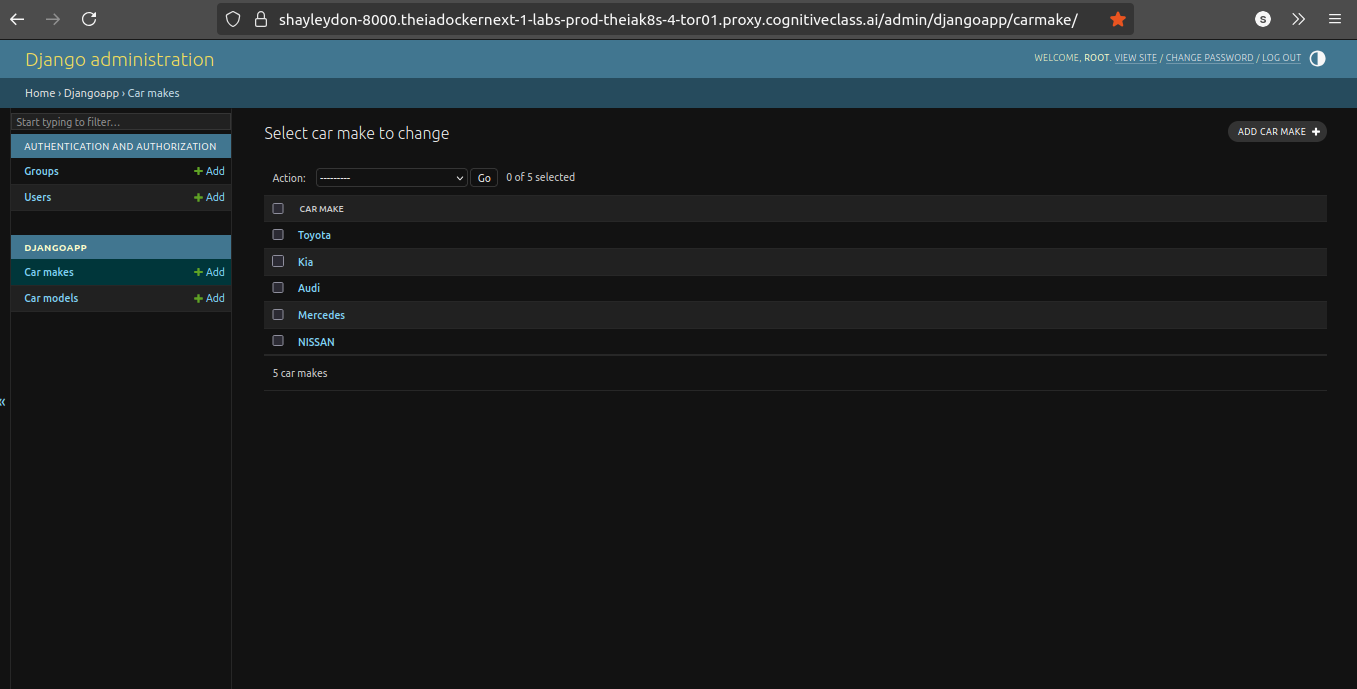 shayleydon-8000.theiadockernext-1-labs-prod-theiak8s-4-tor01.proxy.cognitiveclass.ai/admin/djangoapp/carmake/
S
Django administration
WELCOME, ROOT. VIEW SITE / CHANGE PASSWORD / LOG OUT
Home › Djangoapp › Car makes
Start typing to filter...
AUTHENTICATION AND AUTHORIZATION
Groups + Add
Users + Add
DJANGOAPP
Car makes + Add
Car models + Add
«
Select car make to change
ADD CAR MAKE +
Action: --------- Go 0 of 5 selected
CAR MAKE
Toyota
Kia
Audi
Mercedes
NISSAN
5 car makes